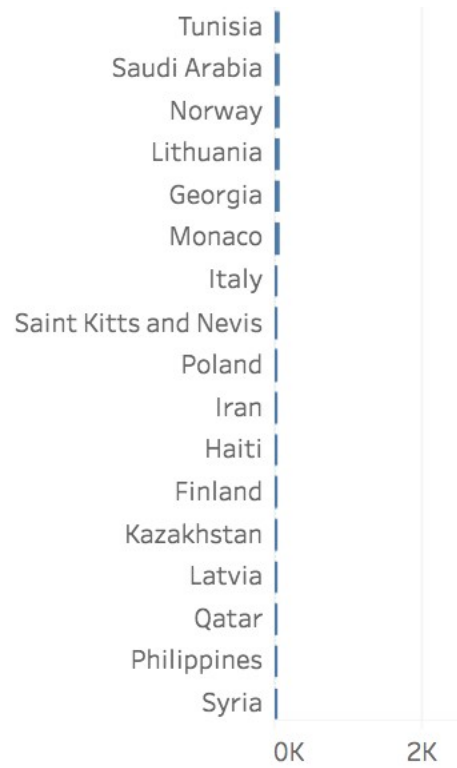 Tunisia
Saudi Arabia
Norway
Lithuania
Georgia
Monaco
Italy
Saint Kitts and Nevis
Poland
Iran
Haiti
Finland
Kazakhstan
Latvia
Qatar
Philippines
Syria
0K 2K